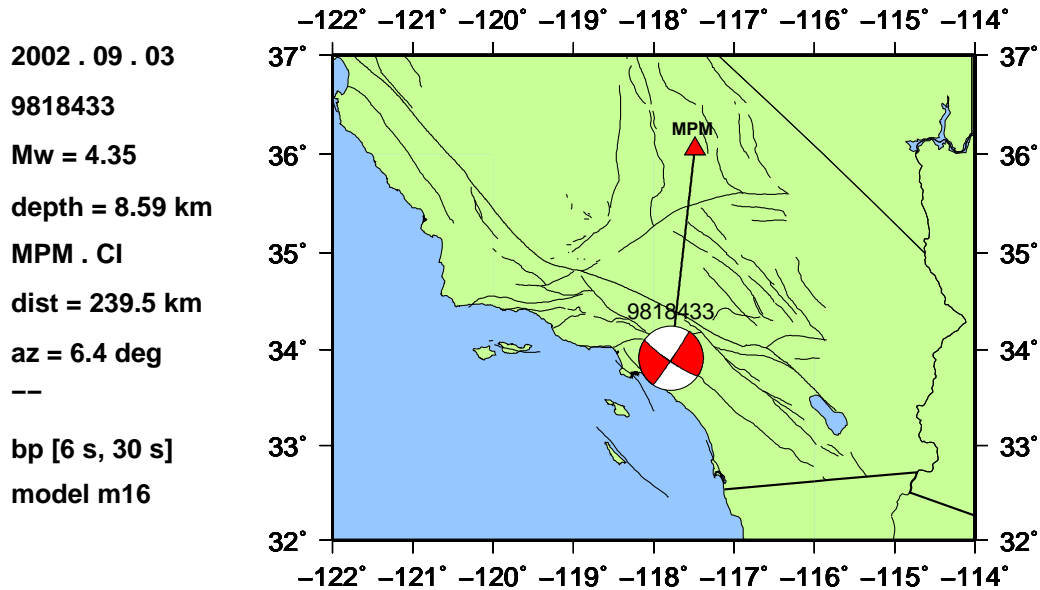 2002 . 09 . 03
9818433
Mw = 4.35
depth = 8.59 km
MPM . CI
dist = 239.5 km
az = 6.4 deg
−−
bp [6 s, 30 s]
model m16
−122˚ −121˚ −120˚ −119˚ −118˚ −117˚ −116˚ −115˚ −114˚
37˚ 37˚
MPM
36˚ 36˚
35˚ 35˚
9818433
34˚ 34˚
33˚ 33˚
32˚ 32˚
−122˚ −121˚ −120˚ −119˚ −118˚ −117˚ −116˚ −115˚ −114˚